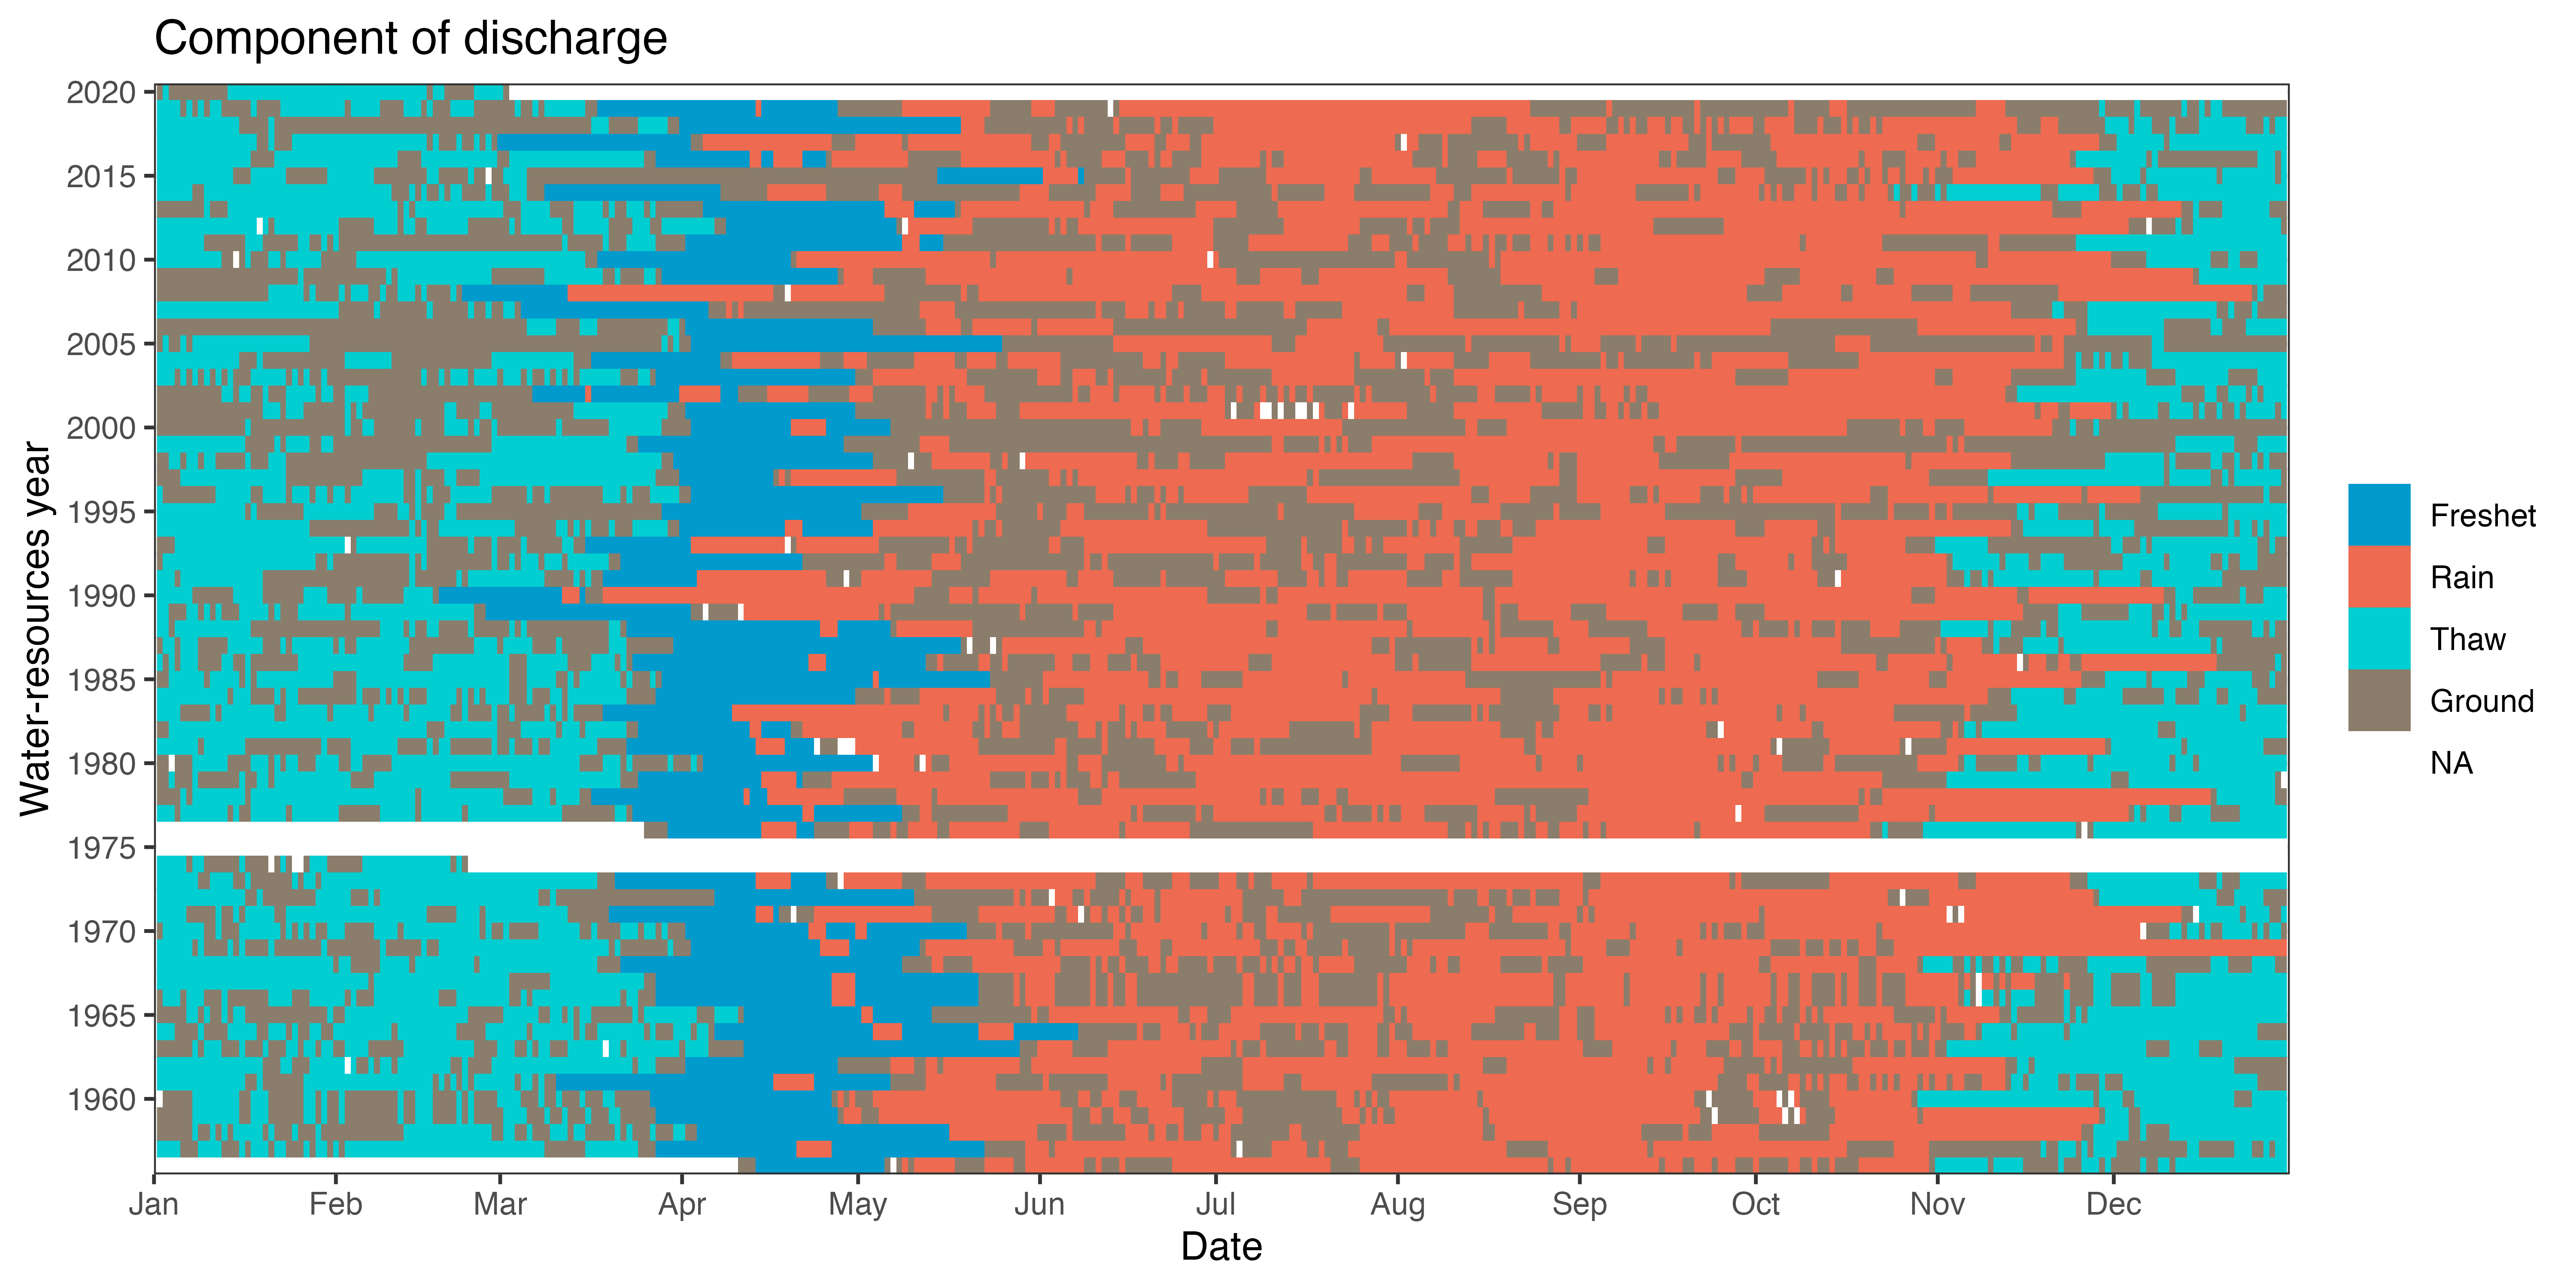 Component of discharge
Water-resources year
2020
2015
2010
2005
2000
1995
1990
1985
1980
1975
1970
1965
1960
Jan Feb Mar Apr May Jun Jul Aug Sep Oct Nov Dec
Date
Freshet
Rain
Thaw
Ground
NA